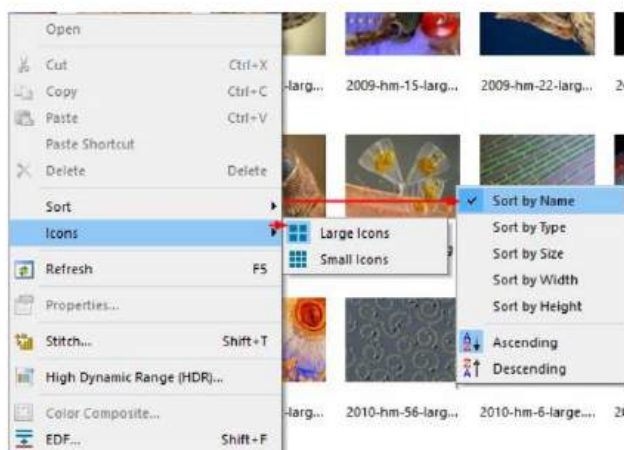 Open
Cut Ctrl+X
Copy Ctrl+C
Paste Ctrl+V
Paste Shortcut
Delete Delete
Sort
Icons
Refresh F5
Properties...
Stitch... Shift+T
High Dynamic Range (HDR)...
Color Composite...
EDF... Shift+F
Large Icons
Small Icons
Sort by Name
Sort by Type
Sort by Size
Sort by Width
Sort by Height
Ascending
Descending
-larg... 2009-hm-15-larg... 2009-hm-22-larg...
-larg... 2010-hm-56-larg... 2010-hm-6-large....